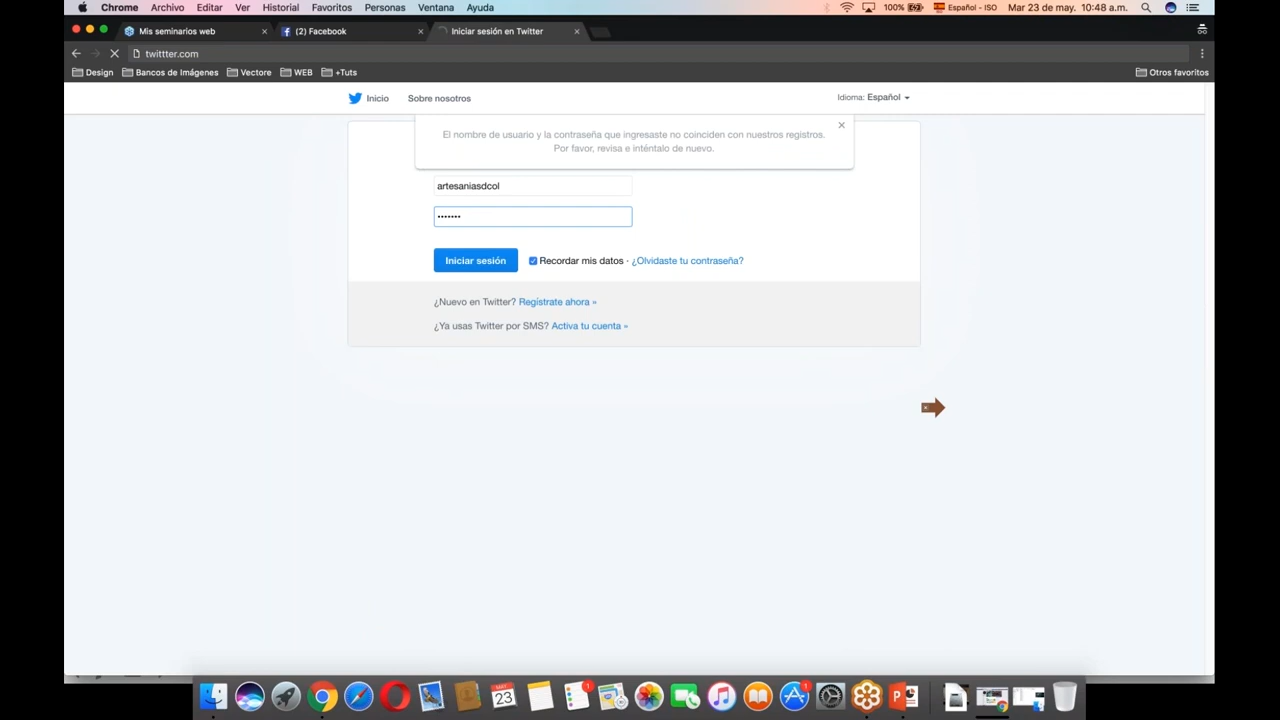 Chrome Archivo Editar Ver Historial Favoritos Personas Ventana Ayuda 100% Español - ISO Mar 23 de may. 10:48 a.m.
Mis seminarios web (2) Facebook Iniciar sesión en Twitter
twittter.com
Design Bancos de Imágenes Vectore WEB +Tuts Otros favoritos
Inicio Sobre nosotros Idioma: Español
El nombre de usuario y la contraseña que ingresaste no coinciden con nuestros registros.
Por favor, revisa e inténtalo de nuevo.
artesaniasdcol
•••••••
Iniciar sesión Recordar mis datos · ¿Olvidaste tu contraseña?
¿Nuevo en Twitter? Regístrate ahora »
¿Ya usas Twitter por SMS? Activa tu cuenta »
MAY
23
1
1